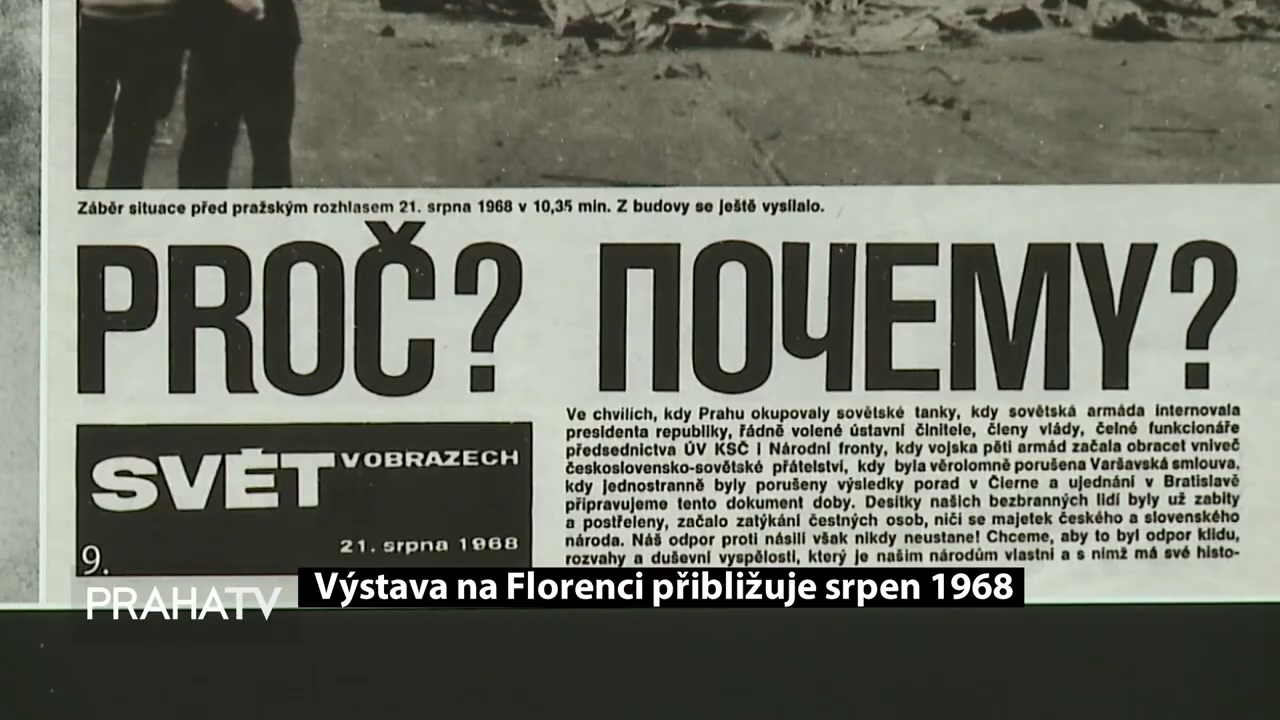 Záběr situace před pražským rozhlasem 21. srpna 1968 v 10,35 min. Z budovy se ještě vysílalo.
PROČ? ПОЧЕМУ?
Ve chvílích, kdy Prahu okupovaly sovětské tanky, kdy sovětská armáda internovala
presidenta republiky, řádně volené ústavní činitele, členy vlády, čelné funkcionáře
předsednictva ÚV KSČ i Národní fronty, kdy vojska pěti armád začala obracet vniveč
československo-sovětské přátelství, kdy byla věrolomně porušena Varšavská smlouva,
kdy jednostranně byly porušeny výsledky porad v Čierne a ujednání v Bratislavě
připravujeme tento dokument doby. Desítky našich bezbranných lidí byly už zabity
a postřeleny, začalo zatýkání čestných osob, ničí se majetek českého a slovenského
národa. Náš odpor proti násilí však nikdy neustane! Chceme, aby to byl odpor klidu,
rozvahy a duševní vyspělosti, který je našim národům vlastní a s nímž má své histo-
SVĚT V OBRAZECH
21. srpna 1968
9.
PRAHA TV
Výstava na Florenci přibližuje srpen 1968